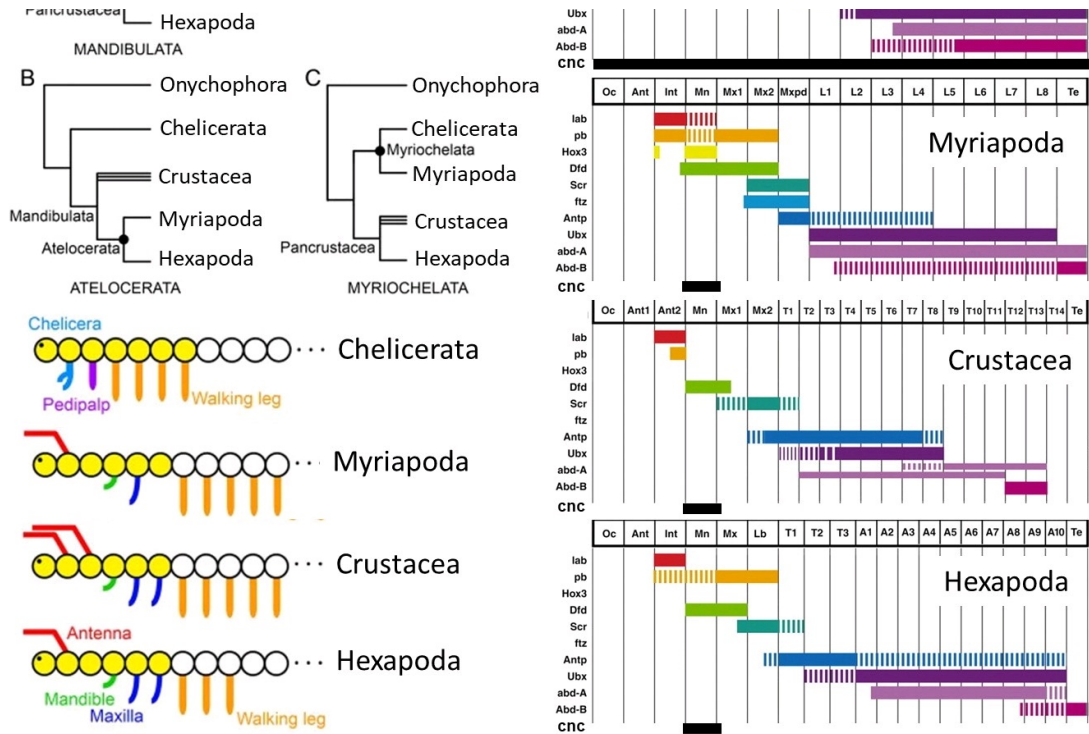 Pancrustacea
Hexapoda
MANDIBULATA
B
Onychophora
Chelicerata
Crustacea
Mandibulata
Myriapoda
Atelocerata
Hexapoda
ATELOCERATA
C
Onychophora
Chelicerata
Myriochelata
Myriapoda
Crustacea
Pancrustacea
Hexapoda
MYRIOCHELATA
Chelicera
Chelicerata
Pedipalp
Walking leg
Myriapoda
Crustacea
Antenna
Hexapoda
Mandible
Maxilla
Walking leg
Ubx
abd-A
Abd-B
cnc
Oc Ant Int Mn Mx1 Mx2 Mxpd L1 L2 L3 L4 L5 L6 L7 L8 Te
Myriapoda
lab
pb
Hox3
Dfd
Scr
ftz
Antp
Ubx
abd-A
Abd-B
cnc
Oc Ant1 Ant2 Mn Mx1 Mx2 T1 T2 T3 T4 T5 T6 T7 T8 T9 T10 T11 T12 T13 T14 Te
Crustacea
lab
pb
Hox3
Dfd
Scr
ftz
Antp
Ubx
abd-A
Abd-B
cnc
Oc Ant Int Mn Mx Lb T1 T2 T3 A1 A2 A3 A4 A5 A6 A7 A8 A9 A10 Te
Hexapoda
lab
pb
Hox3
Dfd
Scr
ftz
Antp
Ubx
abd-A
Abd-B
cnc